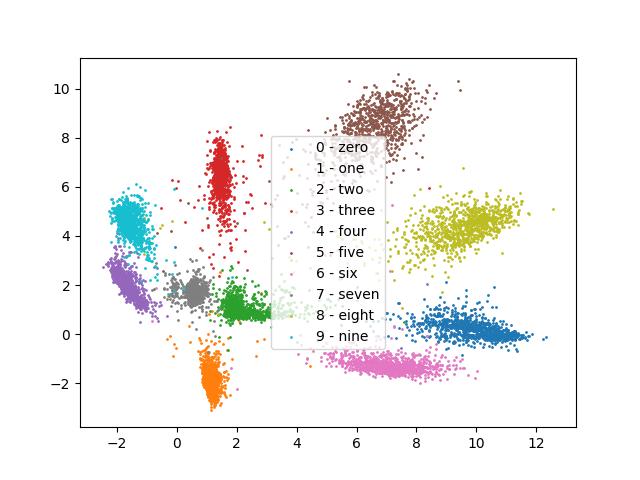 10
8
6
4
2
0
−2
0 - zero
1 - one
2 - two
3 - three
4 - four
5 - five
6 - six
7 - seven
8 - eight
9 - nine
−2 0 2 4 6 8 10 12